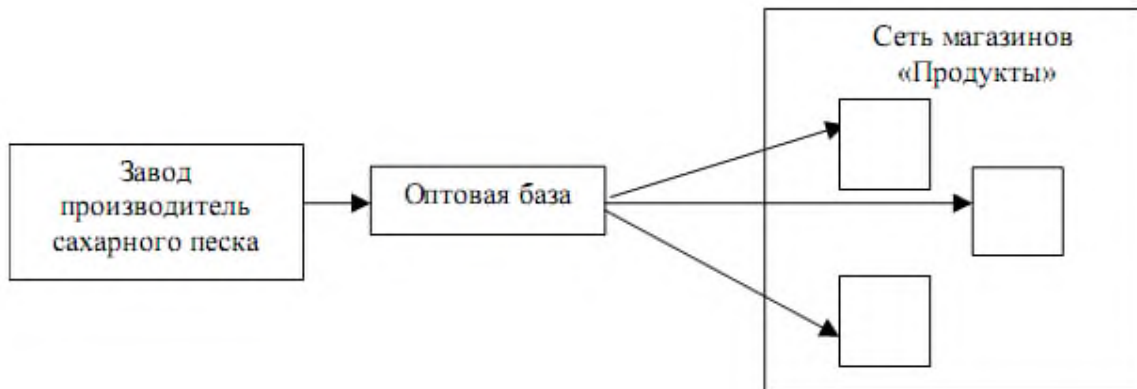 Сеть магазинов
«Продукты»
Завод
производитель
сахарного песка
Оптовая база